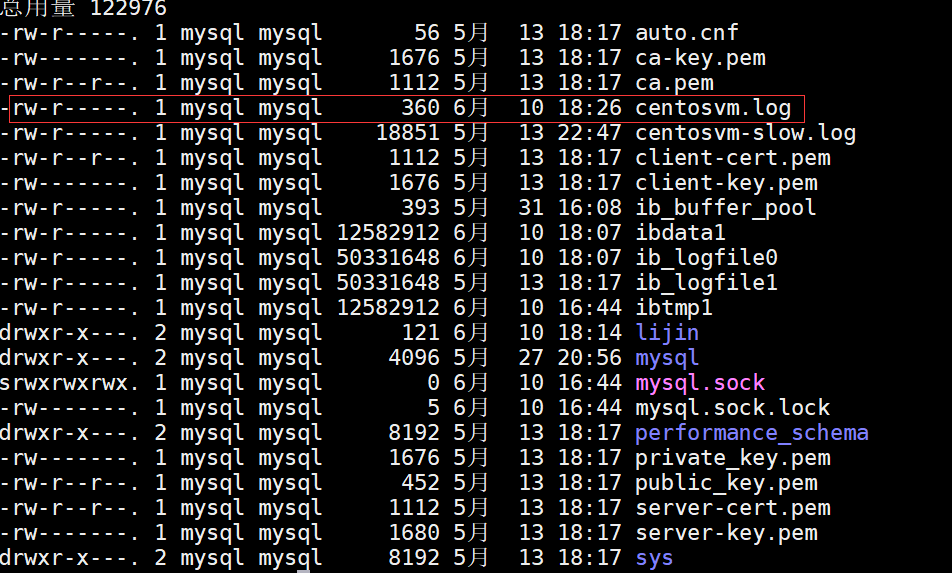 总用量 122976
-rw-r-----. 1 mysql mysql       56 5月  13 18:17 auto.cnf
-rw-------. 1 mysql mysql     1676 5月  13 18:17 ca-key.pem
-rw-r--r--. 1 mysql mysql     1112 5月  13 18:17 ca.pem
-rw-r-----. 1 mysql mysql      360 6月  10 18:26 centosvm.log
-rw-r-----. 1 mysql mysql    18851 5月  13 22:47 centosvm-slow.log
-rw-r--r--. 1 mysql mysql     1112 5月  13 18:17 client-cert.pem
-rw-------. 1 mysql mysql     1676 5月  13 18:17 client-key.pem
-rw-r-----. 1 mysql mysql      393 5月  31 16:08 ib_buffer_pool
-rw-r-----. 1 mysql mysql 12582912 6月  10 18:07 ibdata1
-rw-r-----. 1 mysql mysql 50331648 6月  10 18:07 ib_logfile0
-rw-r-----. 1 mysql mysql 50331648 5月  13 18:17 ib_logfile1
-rw-r-----. 1 mysql mysql 12582912 6月  10 16:44 ibtmp1
drwxr-x---. 2 mysql mysql      121 6月  10 18:14 lijin
drwxr-x---. 2 mysql mysql     4096 5月  27 20:56 mysql
srwxrwxrwx. 1 mysql mysql        0 6月  10 16:44 mysql.sock
-rw-------. 1 mysql mysql        5 6月  10 16:44 mysql.sock.lock
drwxr-x---. 2 mysql mysql     8192 5月  13 18:17 performance_schema
-rw-------. 1 mysql mysql     1676 5月  13 18:17 private_key.pem
-rw-r--r--. 1 mysql mysql      452 5月  13 18:17 public_key.pem
-rw-r--r--. 1 mysql mysql     1112 5月  13 18:17 server-cert.pem
-rw-------. 1 mysql mysql     1680 5月  13 18:17 server-key.pem
drwxr-x---. 2 mysql mysql     8192 5月  13 18:17 sys